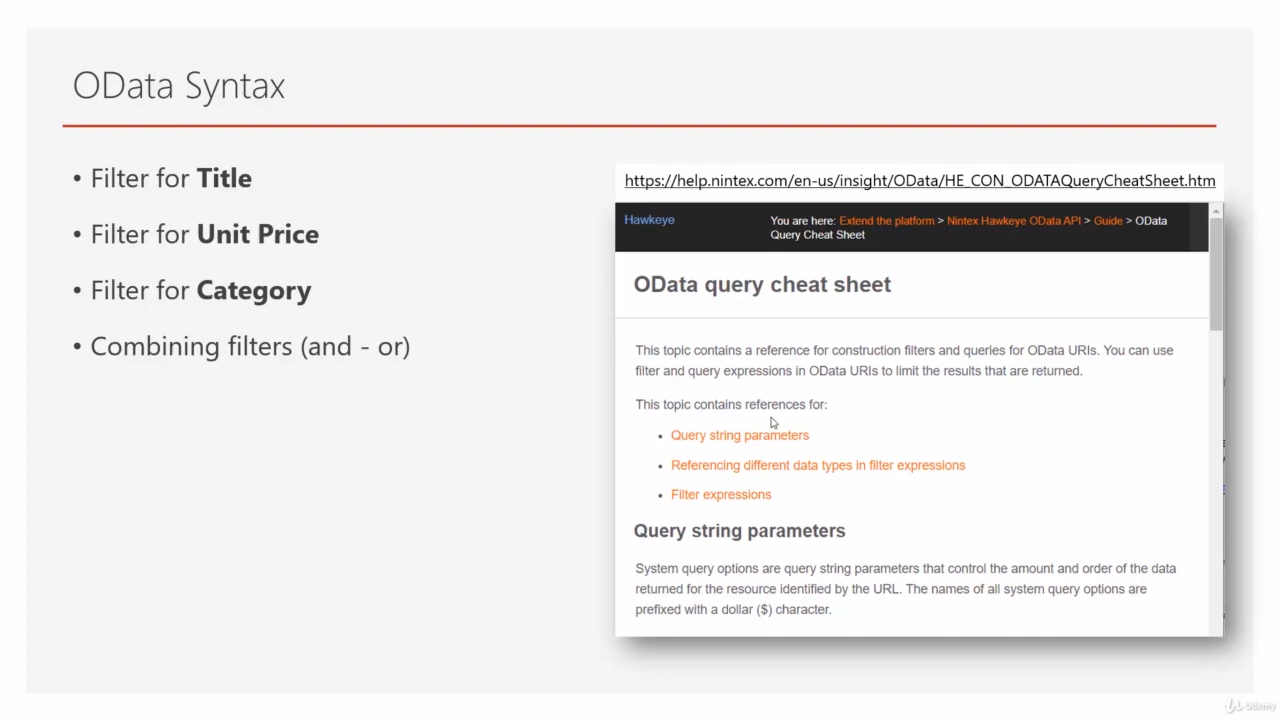 OData Syntax
• Filter for Title
• Filter for Unit Price
• Filter for Category
• Combining filters (and - or)
https://help.nintex.com/en-us/insight/OData/HE_CON_ODATAQueryCheatSheet.htm
Hawkeye
You are here: Extend the platform > Nintex Hawkeye OData API > Guide > OData
Query Cheat Sheet
OData query cheat sheet
This topic contains a reference for construction filters and queries for OData URIs. You can use
filter and query expressions in OData URIs to limit the results that are returned.
This topic contains references for:
• Query string parameters
• Referencing different data types in filter expressions
• Filter expressions
Query string parameters
System query options are query string parameters that control the amount and order of the data
returned for the resource identified by the URL. The names of all system query options are
prefixed with a dollar ($) character.
Udemy